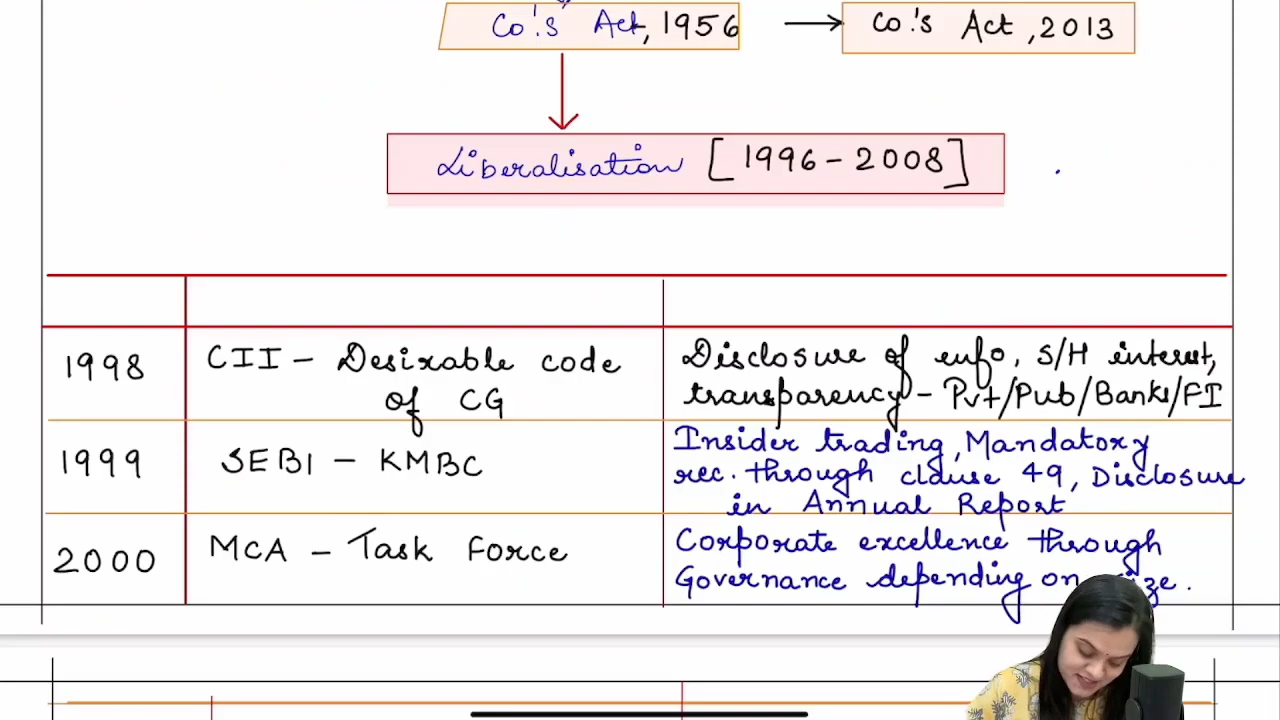 Co.'s Act, 1956 → Co.'s Act, 2013
Liberalisation [1996-2008]
1998
CII - Desirable code
of CG
Disclosure of info, S/H interest,
transparency - Pvt/Pub/Banks/FI
1999
SEBI - KMBC
Insider trading, Mandatory
rec. through clause 49, Disclosure
in Annual Report
2000
MCA - Task Force
Corporate excellence through
Governance depending on size.